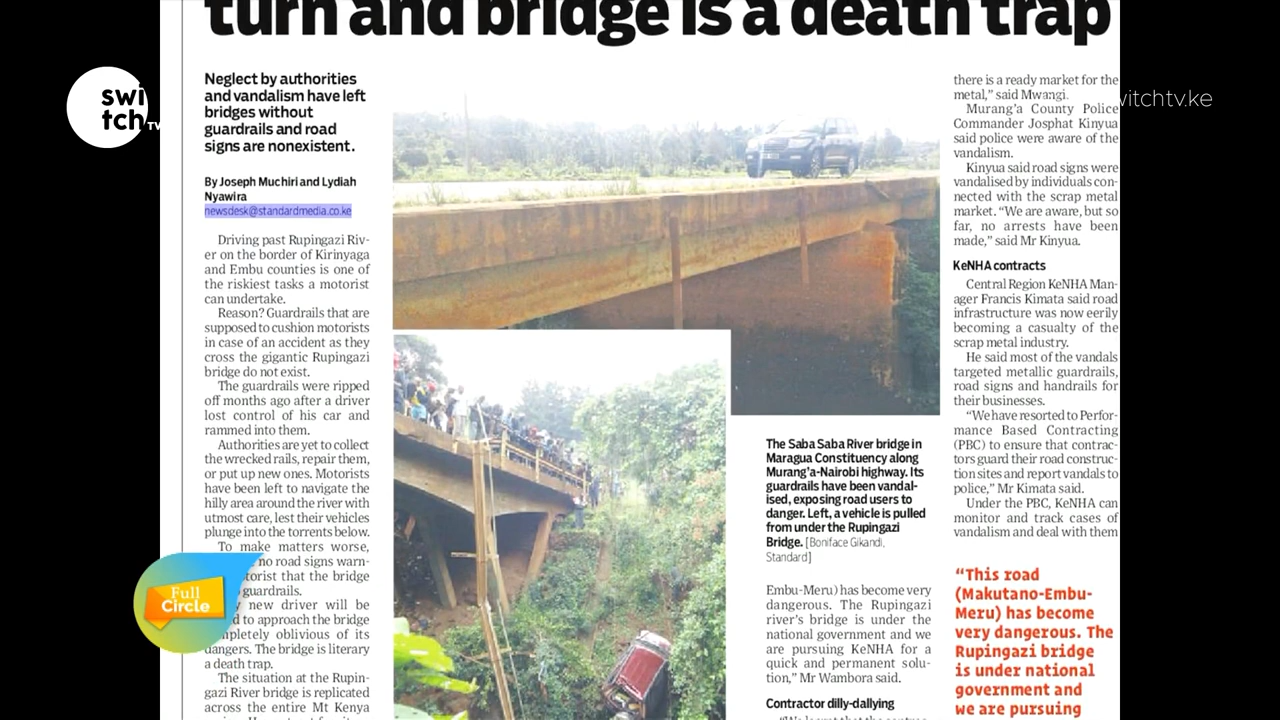 turn and bridge is a death trap
swi
tch TV
witchtv.ke
Neglect by authorities
and vandalism have left
bridges without
guardrails and road
signs are nonexistent.
By Joseph Muchiri and Lydiah
Nyawira
newsdesk@standardmedia.co.ke
Driving past Rupingazi Riv-
er on the border of Kirinyaga
and Embu counties is one of
the riskiest tasks a motorist
can undertake.
Reason? Guardrails that are
supposed to cushion motorists
in case of an accident as they
cross the gigantic Rupingazi
bridge do not exist.
The guardrails were ripped
off months ago after a driver
lost control of his car and
rammed into them.
Authorities are yet to collect
the wrecked rails, repair them,
or put up new ones. Motorists
have been left to navigate the
hilly area around the river with
utmost care, lest their vehicles
plunge into the torrents below.
To make matters worse,
no road signs warn-
torist that the bridge
guardrails.
new driver will be
to approach the bridge
of its
dangers. The bridge is literary
a death trap.
The situation at the Rupin-
gazi River bridge is replicated
across the entire Mt Kenya
Full
Circle
The Saba Saba River bridge in
Maragua Constituency along
Murang'a-Nairobi highway. Its
guardrails have been vandal-
ised, exposing road users to
danger. Left, a vehicle is pulled
from under the Rupingazi
Bridge. [Boniface Gikandi,
Standard]
Embu-Meru) has become very
dangerous. The Rupingazi
river's bridge is under the
national government and we
are pursuing KeNHA for a
quick and permanent solu-
tion," Mr Wambora said.
Contractor dilly-dallying
there is a ready market for the
metal," said Mwangi.
Murang'a County Police
Commander Josphat Kinyua
said police were aware of the
vandalism.
Kinyua said road signs were
vandalised by individuals con-
nected with the scrap metal
market. "We are aware, but so
far, no arrests have been
made," said Mr Kinyua.
KeNHA contracts
Central Region KeNHA Man-
ager Francis Kimata said road
infrastructure was now eerily
becoming a casualty of the
scrap metal industry.
He said most of the vandals
targeted metallic guardrails,
road signs and handrails for
their businesses.
"We have resorted to Perfor-
mance Based Contracting
(PBC) to ensure that contrac-
tors guard their road construc-
tion sites and report vandals to
police," Mr Kimata said.
Under the PBC, KeNHA can
monitor and track cases of
vandalism and deal with them
"This road
(Makutano-Embu-
Meru) has become
very dangerous. The
Rupingazi bridge
is under national
government and
we are pursuing